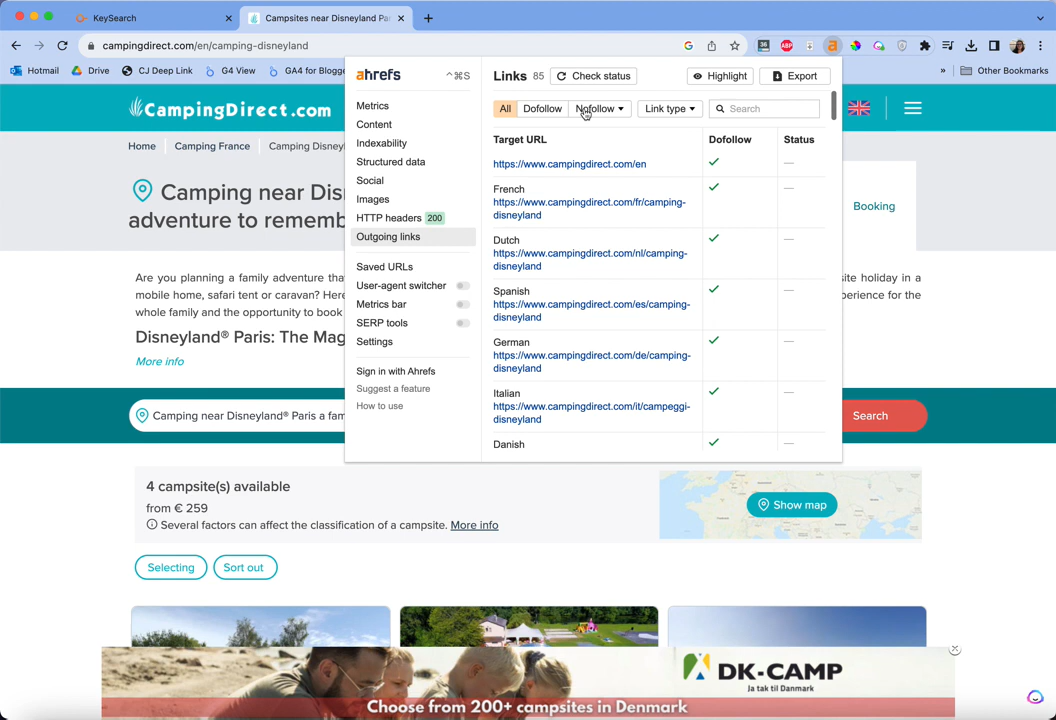 KeySearch
Campsites near Disneyland Par
campingdirect.com/en/camping-disneyland
Hotmail
Drive
CJ Deep Link
G4 View
GA4 for Blogge
»
Other Bookmarks
CampingDirect.com
Home
Camping France
Camping Disney
Camping near Dis
adventure to rememb
Booking
Are you planning a family adventure tha
site holiday in a
mobile home, safari tent or caravan? Here
perience for the
whole family and the opportunity to book
Disneyland® Paris: The Mag
More info
Camping near Disneyland® Paris a fam
Search
ahrefs
^⌘S
Metrics
Content
Indexability
Structured data
Social
Images
HTTP headers 200
Outgoing links
Saved URLs
User-agent switcher
Metrics bar
SERP tools
Settings
Sign in with Ahrefs
Suggest a feature
How to use
Links 85
Check status
Highlight
Export
All
Dofollow
Nofollow
Link type
Search
Target URL
Dofollow
Status
https://www.campingdirect.com/en
French
https://www.campingdirect.com/fr/camping-
disneyland
Dutch
https://www.campingdirect.com/nl/camping-
disneyland
Spanish
https://www.campingdirect.com/es/camping-
disneyland
German
https://www.campingdirect.com/de/camping-
disneyland
Italian
https://www.campingdirect.com/it/campeggi-
disneyland
Danish
4 campsite(s) available
from € 259
Several factors can affect the classification of a campsite. More info
Show map
Selecting
Sort out
DK-CAMP
Ja tak til Danmark
Choose from 200+ campsites in Denmark